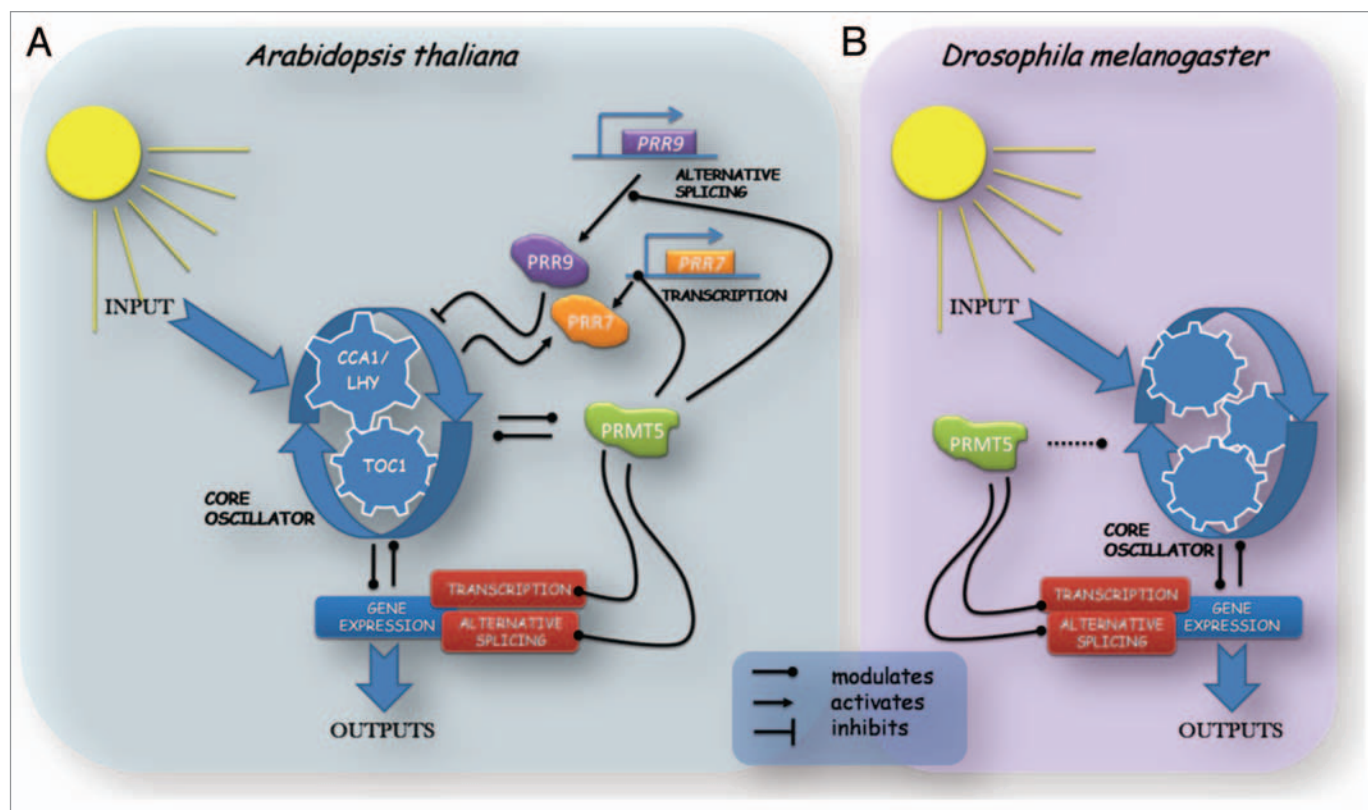 A
Arabidopsis thaliana
PRR9
ALTERNATIVE
SPLICING
PRR9
PRR7
TRANSCRIPTION
PRR7
INPUT
CCA1/
LHY
TOC1
PRMT5
CORE
OSCILLATOR
TRANSCRIPTION
GENE
EXPRESSION
ALTERNATIVE
SPLICING
OUTPUTS
B
Drosophila melanogaster
INPUT
PRMT5
CORE
OSCILLATOR
TRANSCRIPTION
ALTERNATIVE
SPLICING
GENE
EXPRESSION
OUTPUTS
modulates
activates
inhibits